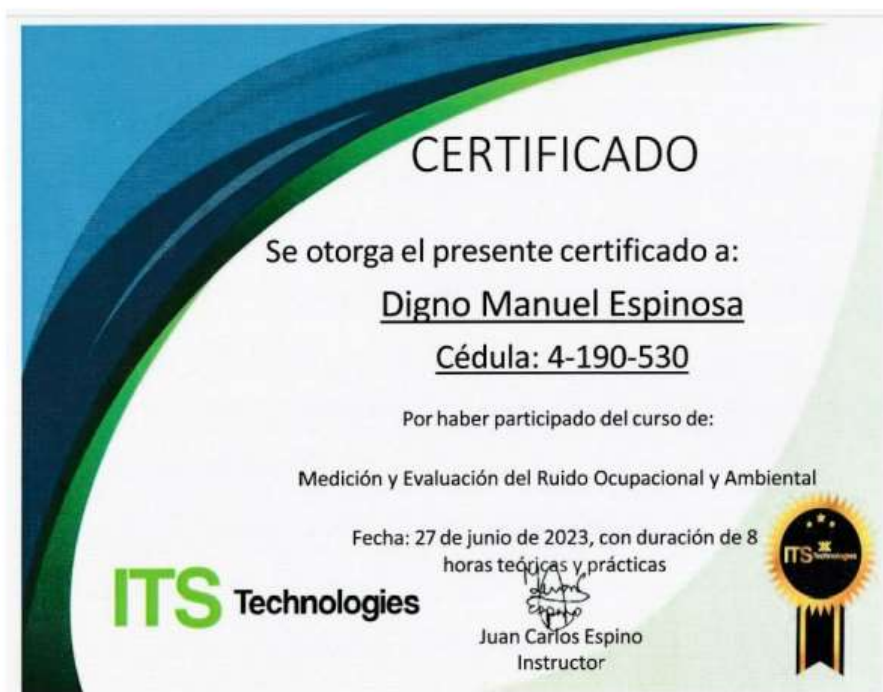 CERTIFICADO
Se otorga el presente certificado a:
Digno Manuel Espinosa
Cédula: 4-190-530
Por haber participado del curso de:
Medición y Evaluación del Ruido Ocupacional y Ambiental
Fecha: 27 de junio de 2023, con duración de 8
horas teóricas y prácticas
ITS Technologies
ITS Technologies
Juan Carlos Espino
Instructor